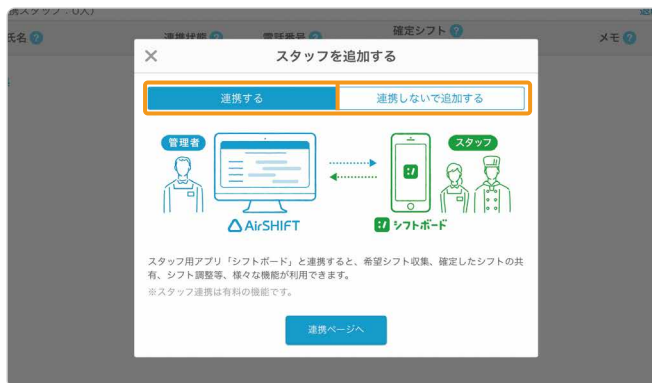 携スタッフ：0人)
氏名 ?
連携状態 ?
電話番号 ?
確定シフト ?
メモ ?
スタッフを追加する
連携する
連携しないで追加する
管理者
スタッフ
AirSHIFT
シフトボード
スタッフ用アプリ「シフトボード」と連携すると、希望シフト収集、確定したシフトの共
有、シフト調整等、様々な機能が利用できます。
※スタッフ連携は有料の機能です。
連携ページへ